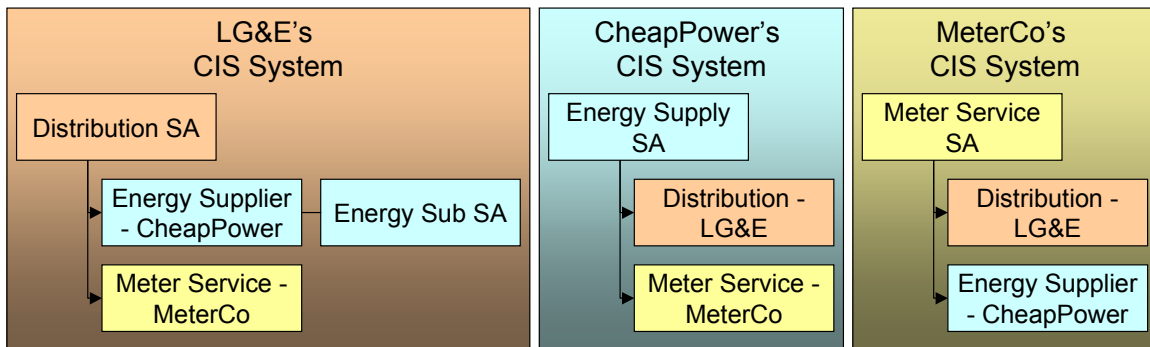 LG&E's
CIS System
Distribution SA
Energy Supplier
- CheapPower
Energy Sub SA
Meter Service -
MeterCo
CheapPower's
CIS System
Energy Supply
SA
Distribution -
LG&E
Meter Service -
MeterCo
MeterCo's
CIS System
Meter Service
SA
Distribution -
LG&E
Energy Supplier
- CheapPower